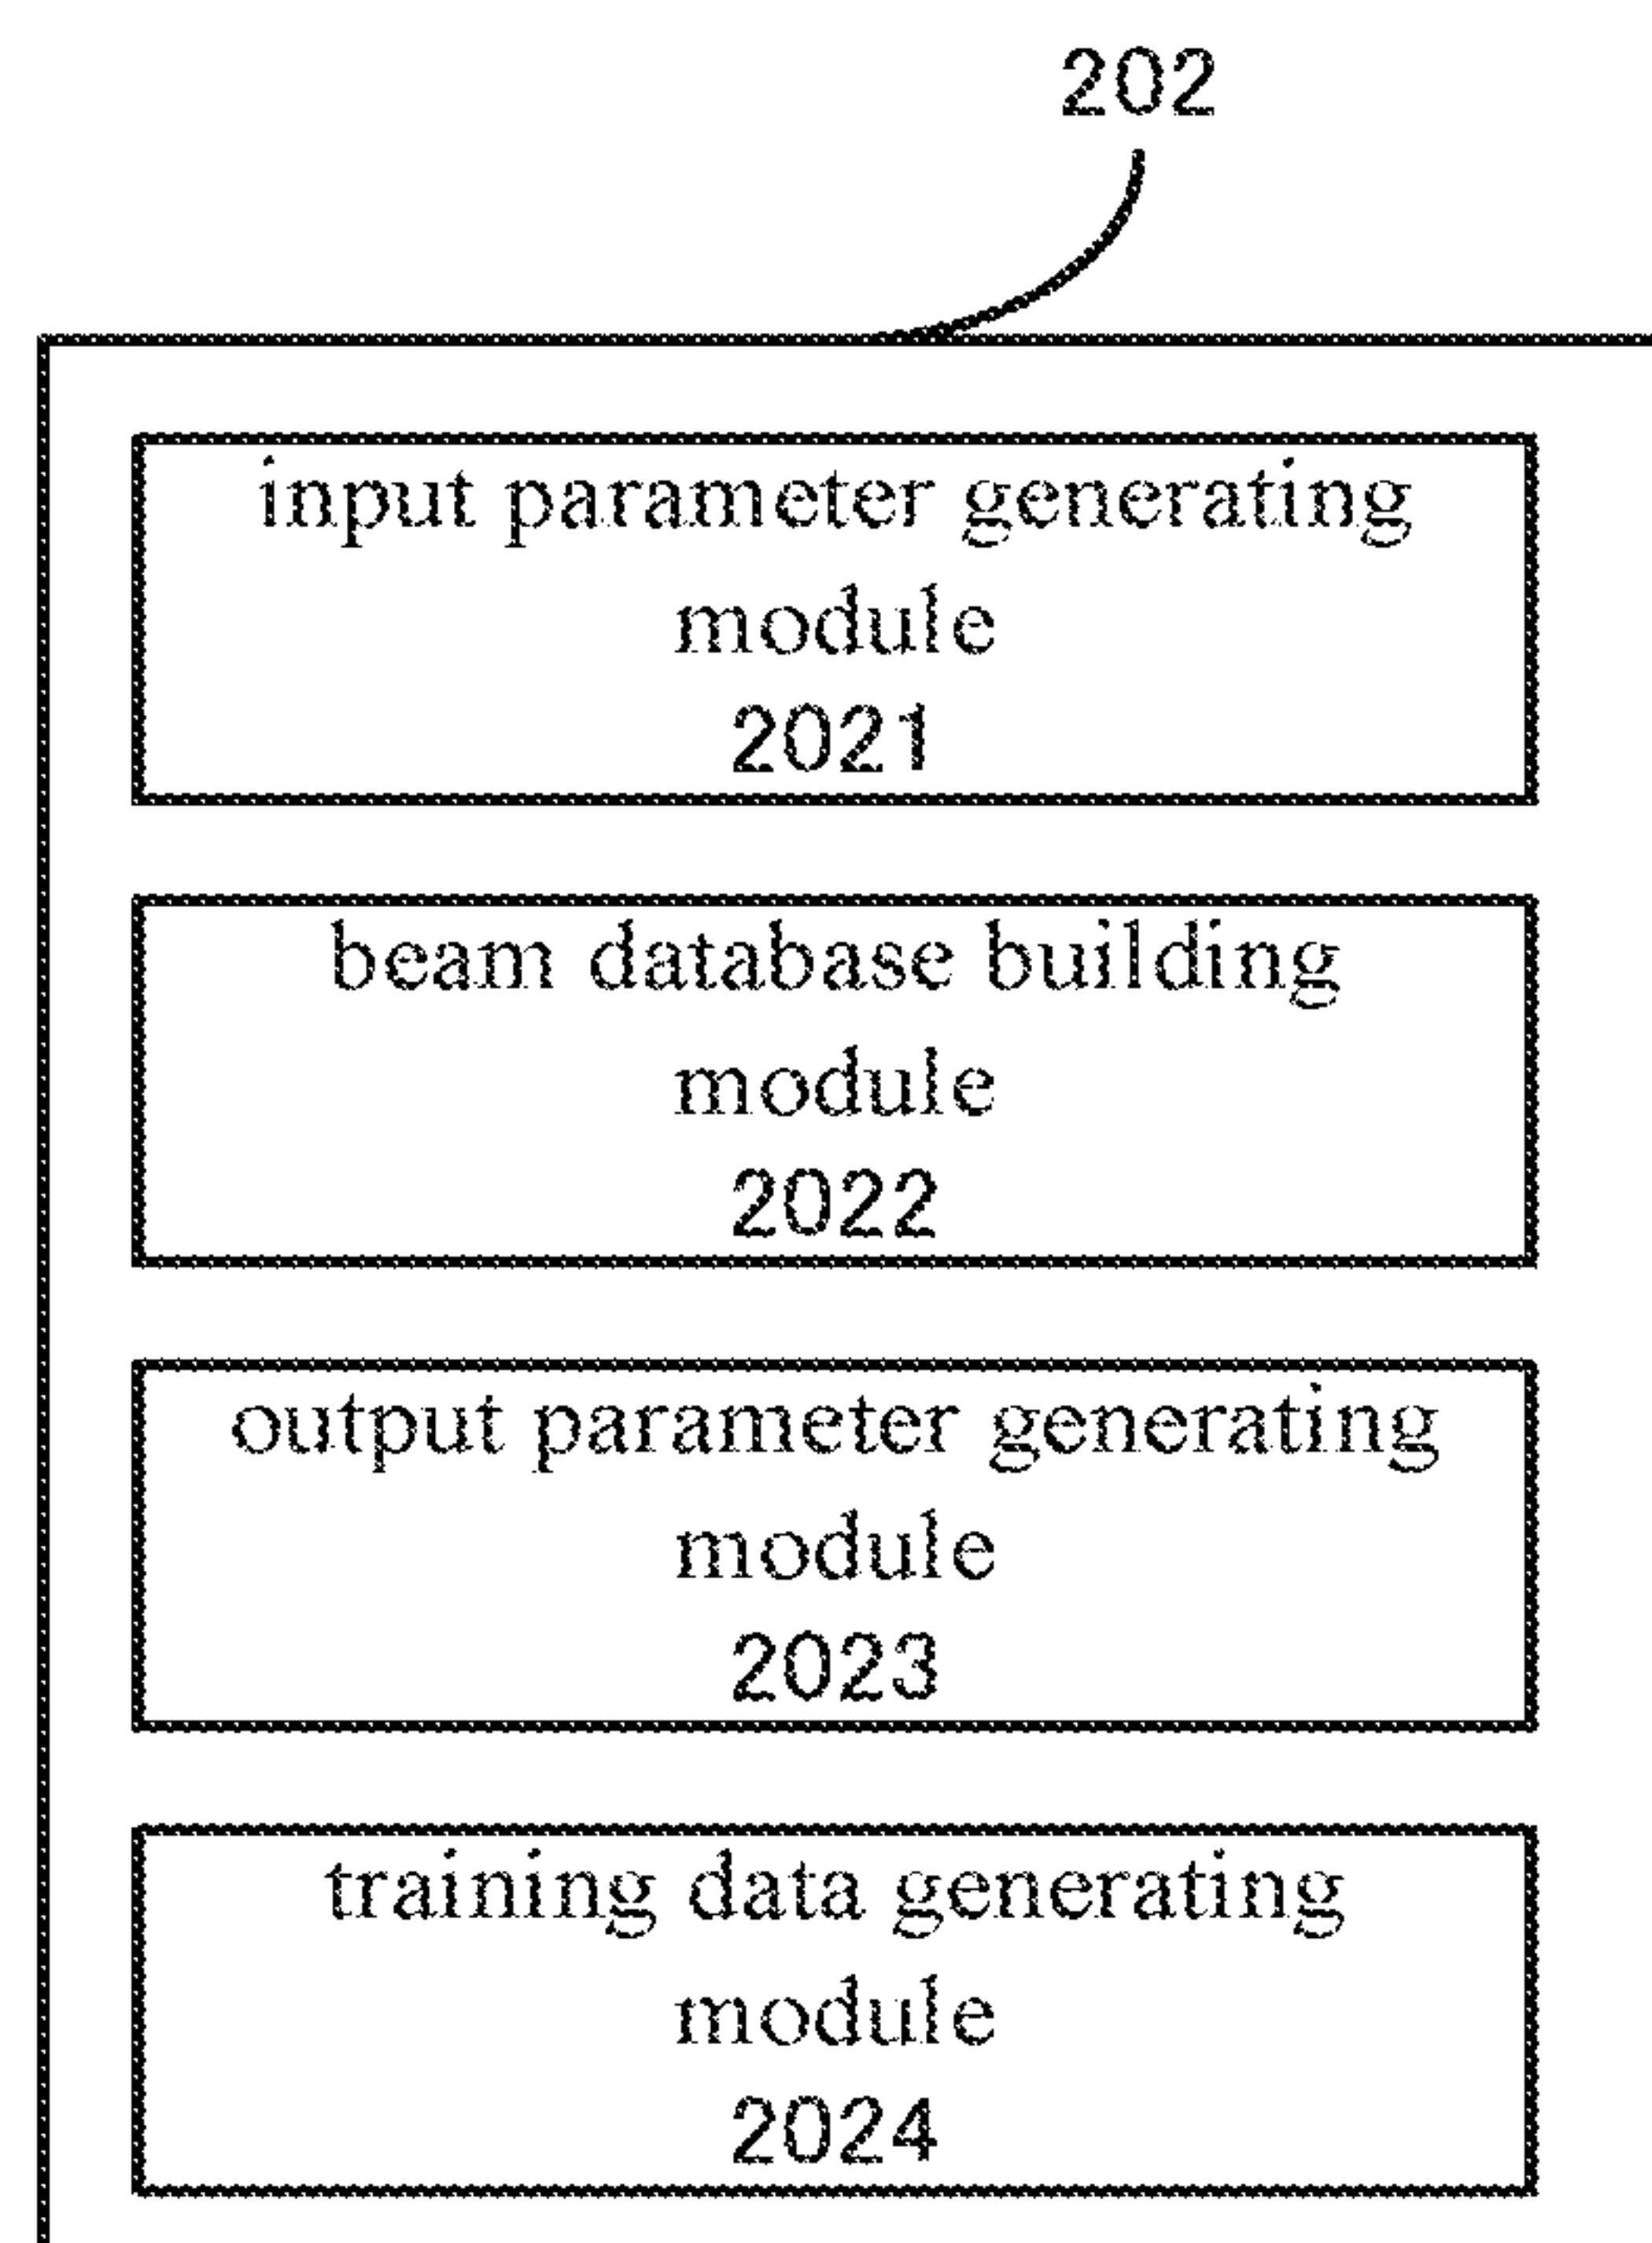 202
input parameter generating
module
2021
beam database building
module
2022
output parameter generating
module
2023
training data generating
module
2024